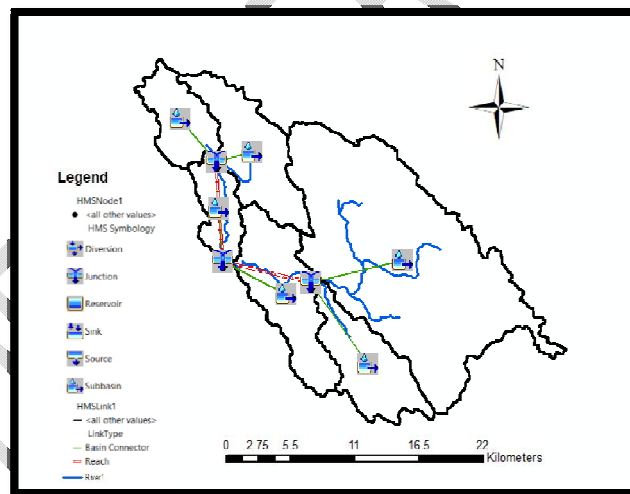 N
Legend
HMSNode1
<all other values>
HMS Symbology
Diversion
Junction
Reservoir
Sink
Source
Subbasin
HMSLink1
<all other values>
LinkType
Basin Connector
Reach
River1
0 2 75 5.5 11 16.5 22
Kilometers